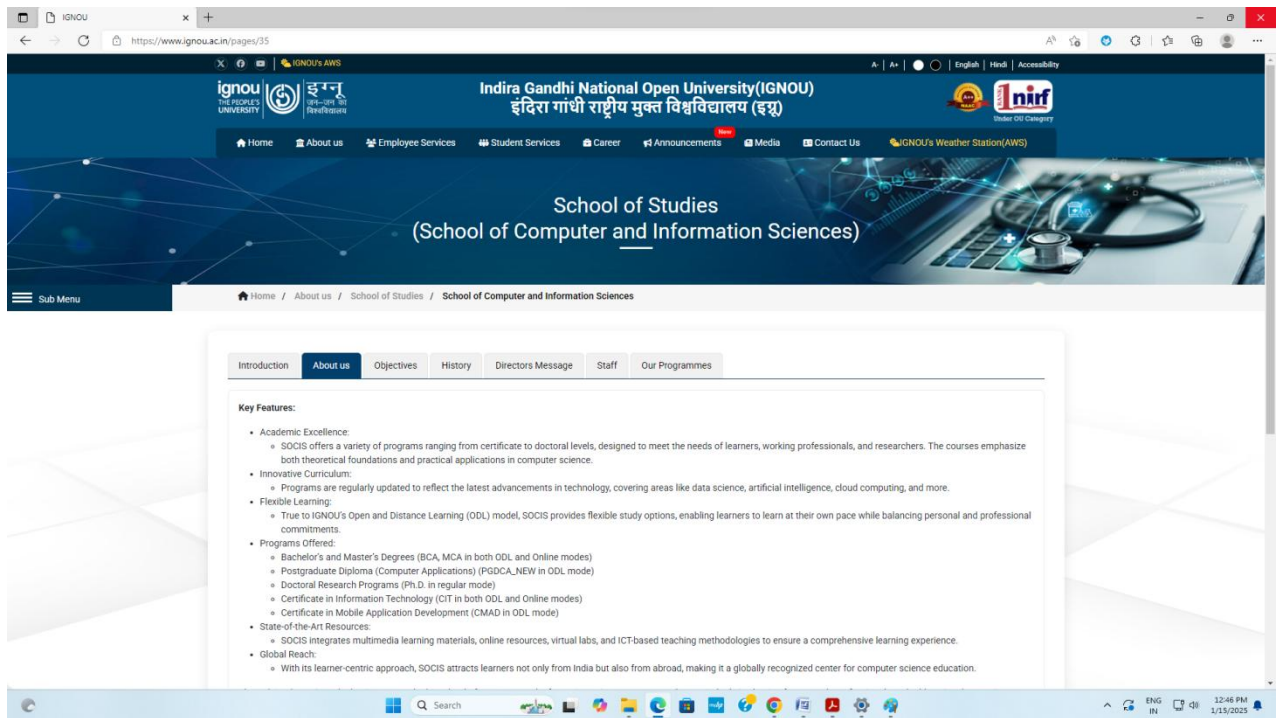 IGNOU
https://www.ignou.ac.in/pages/35
IGNOU's AWS
A- | A+ | English | Hindi | Accessibility
ignou
THE PEOPLE'S
UNIVERSITY
इग्नू
जन-जन का
विश्वविद्यालय
Indira Gandhi National Open University(IGNOU)
इंदिरा गांधी राष्ट्रीय मुक्त विश्वविद्यालय (इग्नू)
A++
NAAC
nirf
Under OU Category
New
Home About us Employee Services Student Services Career Announcements Media Contact Us IGNOU's Weather Station(AWS)
School of Studies
(School of Computer and Information Sciences)
Sub Menu
Home / About us / School of Studies / School of Computer and Information Sciences
Introduction About us Objectives History Directors Message Staff Our Programmes
Key Features:
• Academic Excellence:
◦ SOCIS offers a variety of programs ranging from certificate to doctoral levels, designed to meet the needs of learners, working professionals, and researchers. The courses emphasize
both theoretical foundations and practical applications in computer science.
• Innovative Curriculum:
◦ Programs are regularly updated to reflect the latest advancements in technology, covering areas like data science, artificial intelligence, cloud computing, and more.
• Flexible Learning:
◦ True to IGNOU's Open and Distance Learning (ODL) model, SOCIS provides flexible study options, enabling learners to learn at their own pace while balancing personal and professional
commitments.
• Programs Offered:
◦ Bachelor's and Master's Degrees (BCA, MCA in both ODL and Online modes)
◦ Postgraduate Diploma (Computer Applications) (PGDCA_NEW in ODL mode)
◦ Doctoral Research Programs (Ph.D. in regular mode)
◦ Certificate in Information Technology (CIT in both ODL and Online modes)
◦ Certificate in Mobile Application Development (CMAD in ODL mode)
• State-of-the-Art Resources:
◦ SOCIS integrates multimedia learning materials, online resources, virtual labs, and ICT-based teaching methodologies to ensure a comprehensive learning experience.
• Global Reach:
◦ With its learner-centric approach, SOCIS attracts learners not only from India but also from abroad, making it a globally recognized center for computer science education.
Search
ENG
IN
12:46 PM
1/15/2025